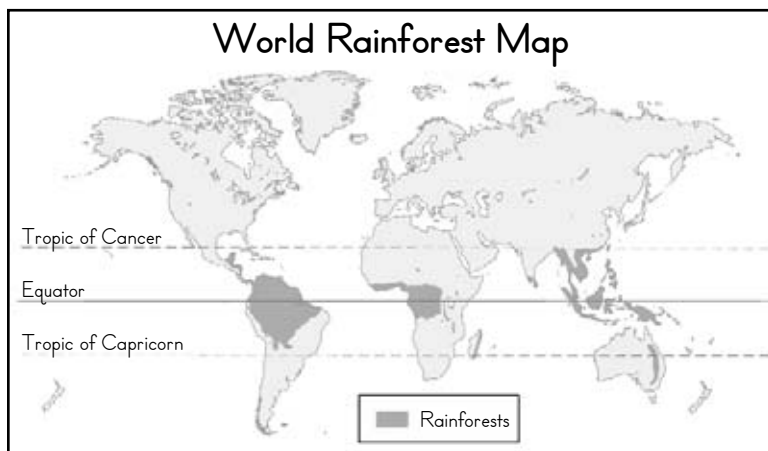 World Rainforest Map
Tropic of Cancer
Equator
Tropic of Capricorn
Rainforests